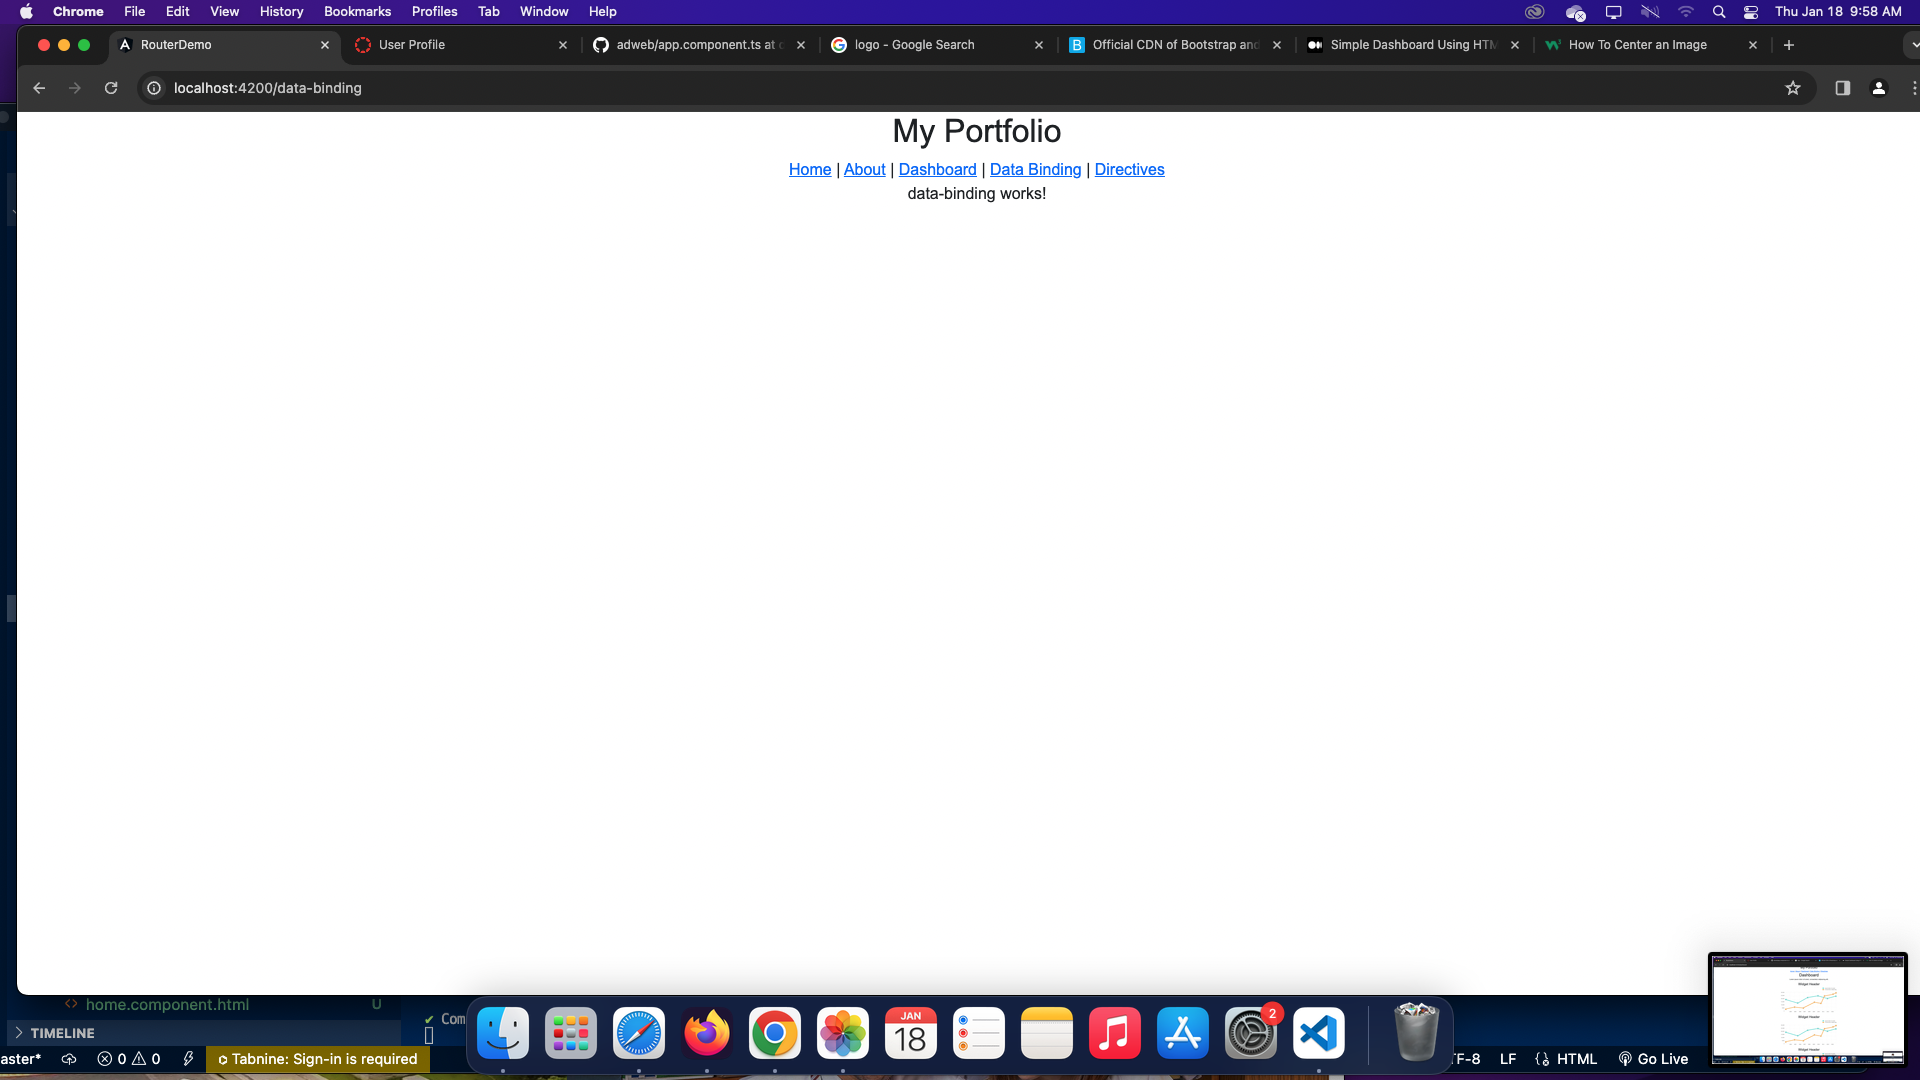 Chrome File Edit View History Bookmarks Profiles Tab Window Help Thu Jan 18 9:58 AM
RouterDemo User Profile adweb/app.component.ts at logo - Google Search Official CDN of Bootstrap and Simple Dashboard Using HTM How To Center an Image
localhost:4200/data-binding
My Portfolio
Home | About | Dashboard | Data Binding | Directives
data-binding works!
home.component.html U
TIMELINE
Com
JAN
18
2
aster* 0 0 Tabnine: Sign-in is required TF-8 LF HTML Go Live
Dashboard